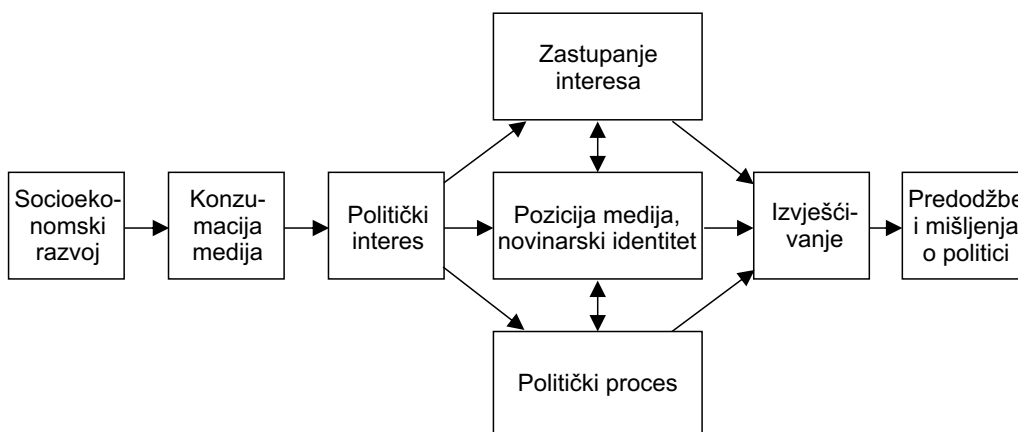 Zastupanje
interesa
Socioeko-
nomski
razvoj
Konzu-
macija
medija
Politički
interes
Pozicija medija,
novinarski identitet
Izvješći-
vanje
Predodžbe
i mišljenja
o politici
Politički proces